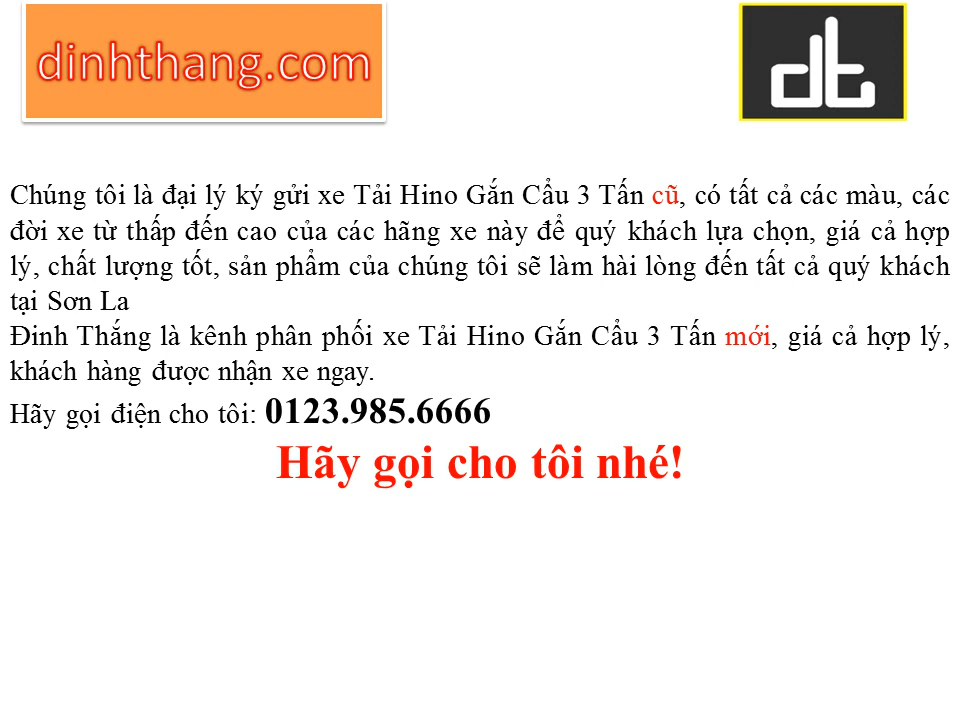 dinhthang.com
dt
Chúng tôi là đại lý ký gửi xe Tải Hino Gắn Cẩu 3 Tấn cũ, có tất cả các màu, các
đời xe từ thấp đến cao của các hãng xe này để quý khách lựa chọn, giá cả hợp
lý, chất lượng tốt, sản phẩm của chúng tôi sẽ làm hài lòng đến tất cả quý khách
tại Sơn La
Đinh Thắng là kênh phân phối xe Tải Hino Gắn Cẩu 3 Tấn mới, giá cả hợp lý,
khách hàng được nhận xe ngay.
Hãy gọi điện cho tôi: 0123.985.6666
Hãy gọi cho tôi nhé!